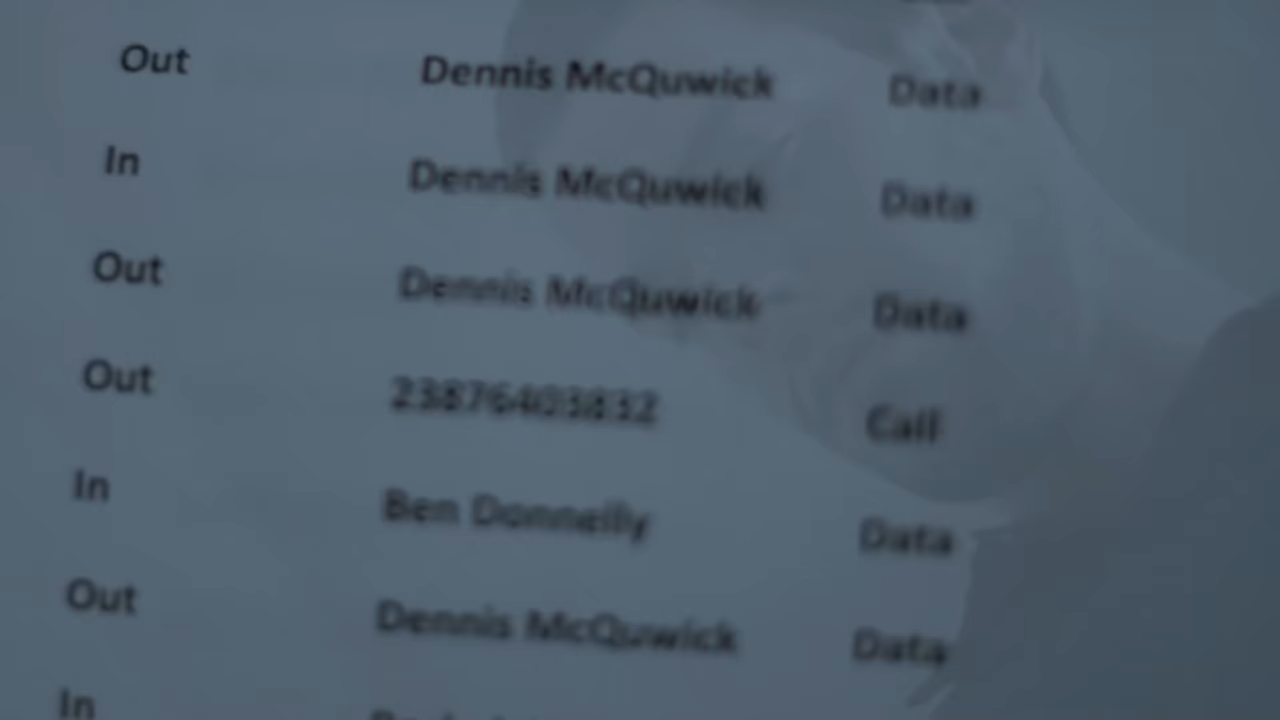 Out Dennis McQuwick Data
In Dennis McQuwick Data
Out Dennis McQuwick Data
Out 23876403832 Call
In Ben Donnelly Data
Out Dennis McQuwick Data
In